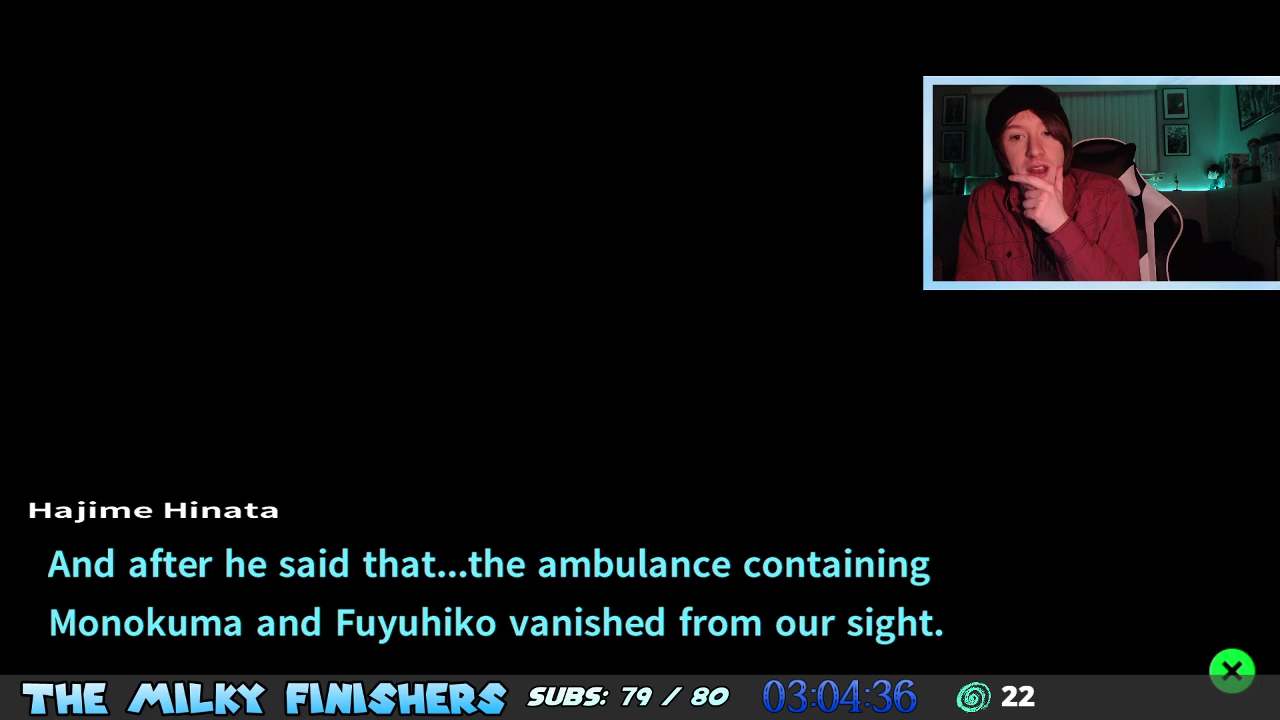 Hajime Hinata
And after he said that...the ambulance containing
Monokuma and Fuyuhiko vanished from our sight.
THE MILKY FINISHERS SUBS: 79 / 80 03:04:36 22